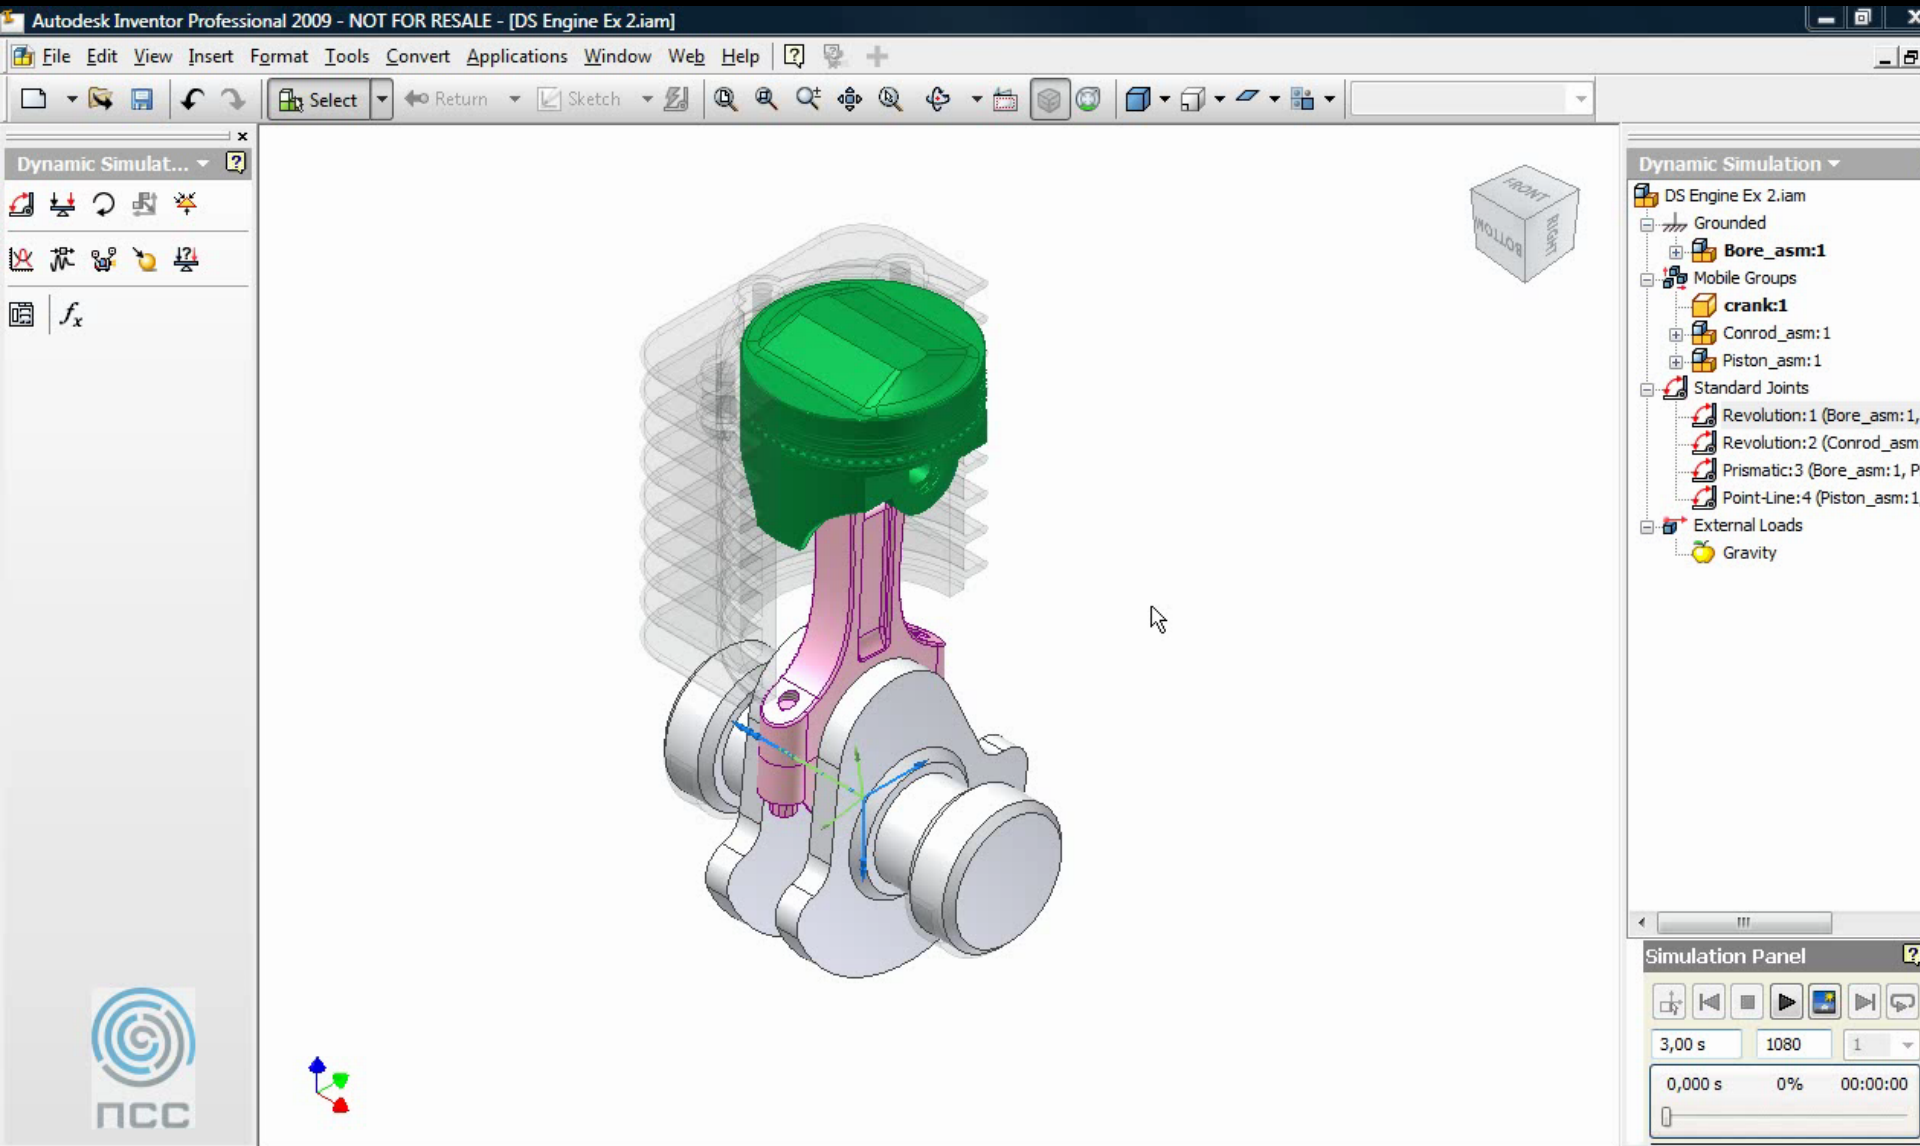 Autodesk Inventor Professional 2009 - NOT FOR RESALE - [DS Engine Ex 2.iam]
File Edit View Insert Format Tools Convert Applications Window Web Help
Select Return Sketch
Dynamic Simulat...
fx
ПСС
FRONT
BOTTOM
RIGHT
Dynamic Simulation
DS Engine Ex 2.iam
Grounded
Bore_asm:1
Mobile Groups
crank:1
Conrod_asm:1
Piston_asm:1
Standard Joints
Revolution:1 (Bore_asm:1,
Revolution:2 (Conrod_asm
Prismatic:3 (Bore_asm:1, P
Point-Line:4 (Piston_asm:1
External Loads
Gravity
Simulation Panel
3,00 s 1080 1
0,000 s 0% 00:00:00